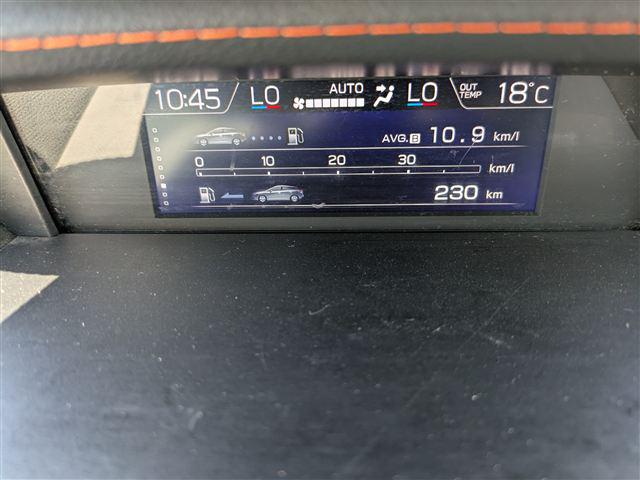 10:45 LO AUTO LO OUT TEMP 18°C
AVG. B 10.9 km/l
0 10 20 30 km/l
230 km